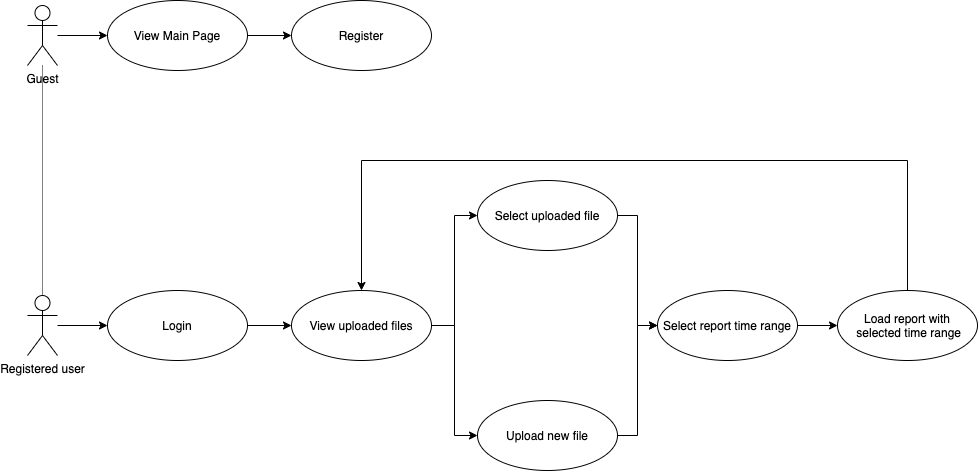 View Main Page
Register
Guest
Select uploaded file
Login
View uploaded files
Select report time range
Load report with
selected time range
Registered user
Upload new file